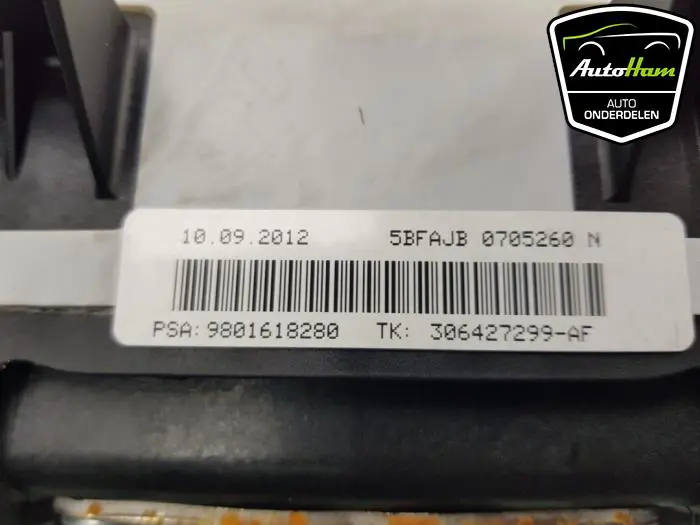 AutoHam
AUTO
ONDERDELEN
10.09.2012 5BFAJB 0705260 N
PSA: 9801618280 TK: 306427299-AF